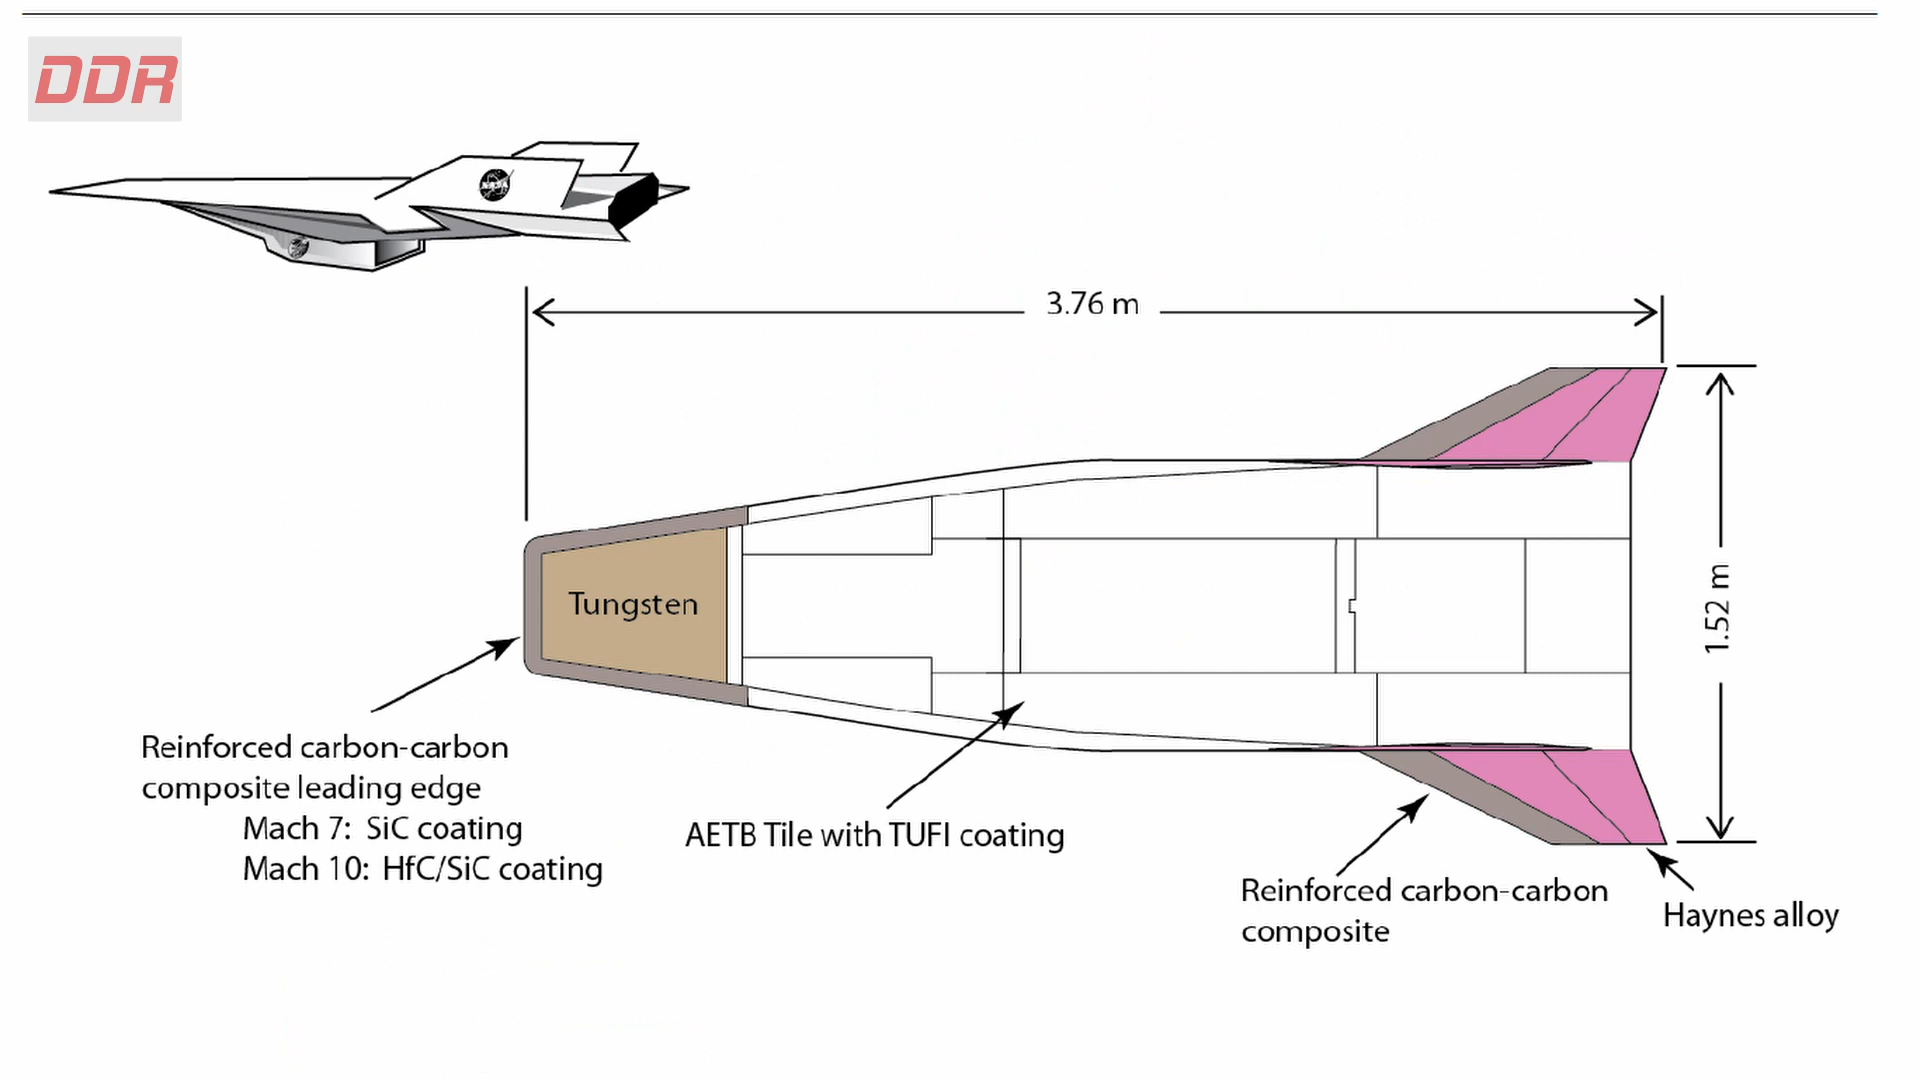 DDR
NASA
3.76 m
1.52 m
Tungsten
Reinforced carbon-carbon
composite leading edge
Mach 7: SiC coating
Mach 10: HfC/SiC coating
AETB Tile with TUFI coating
Reinforced carbon-carbon
composite
Haynes alloy